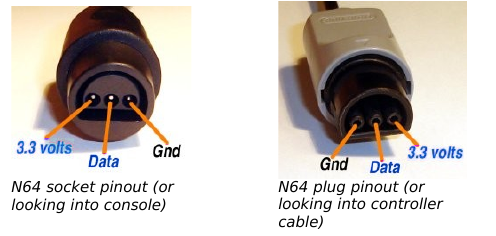 3.3 volts
Data
Gnd
N64 socket pinout (or
looking into console)
Gnd
Data
3.3 volts
N64 plug pinout (or
looking into controller
cable)